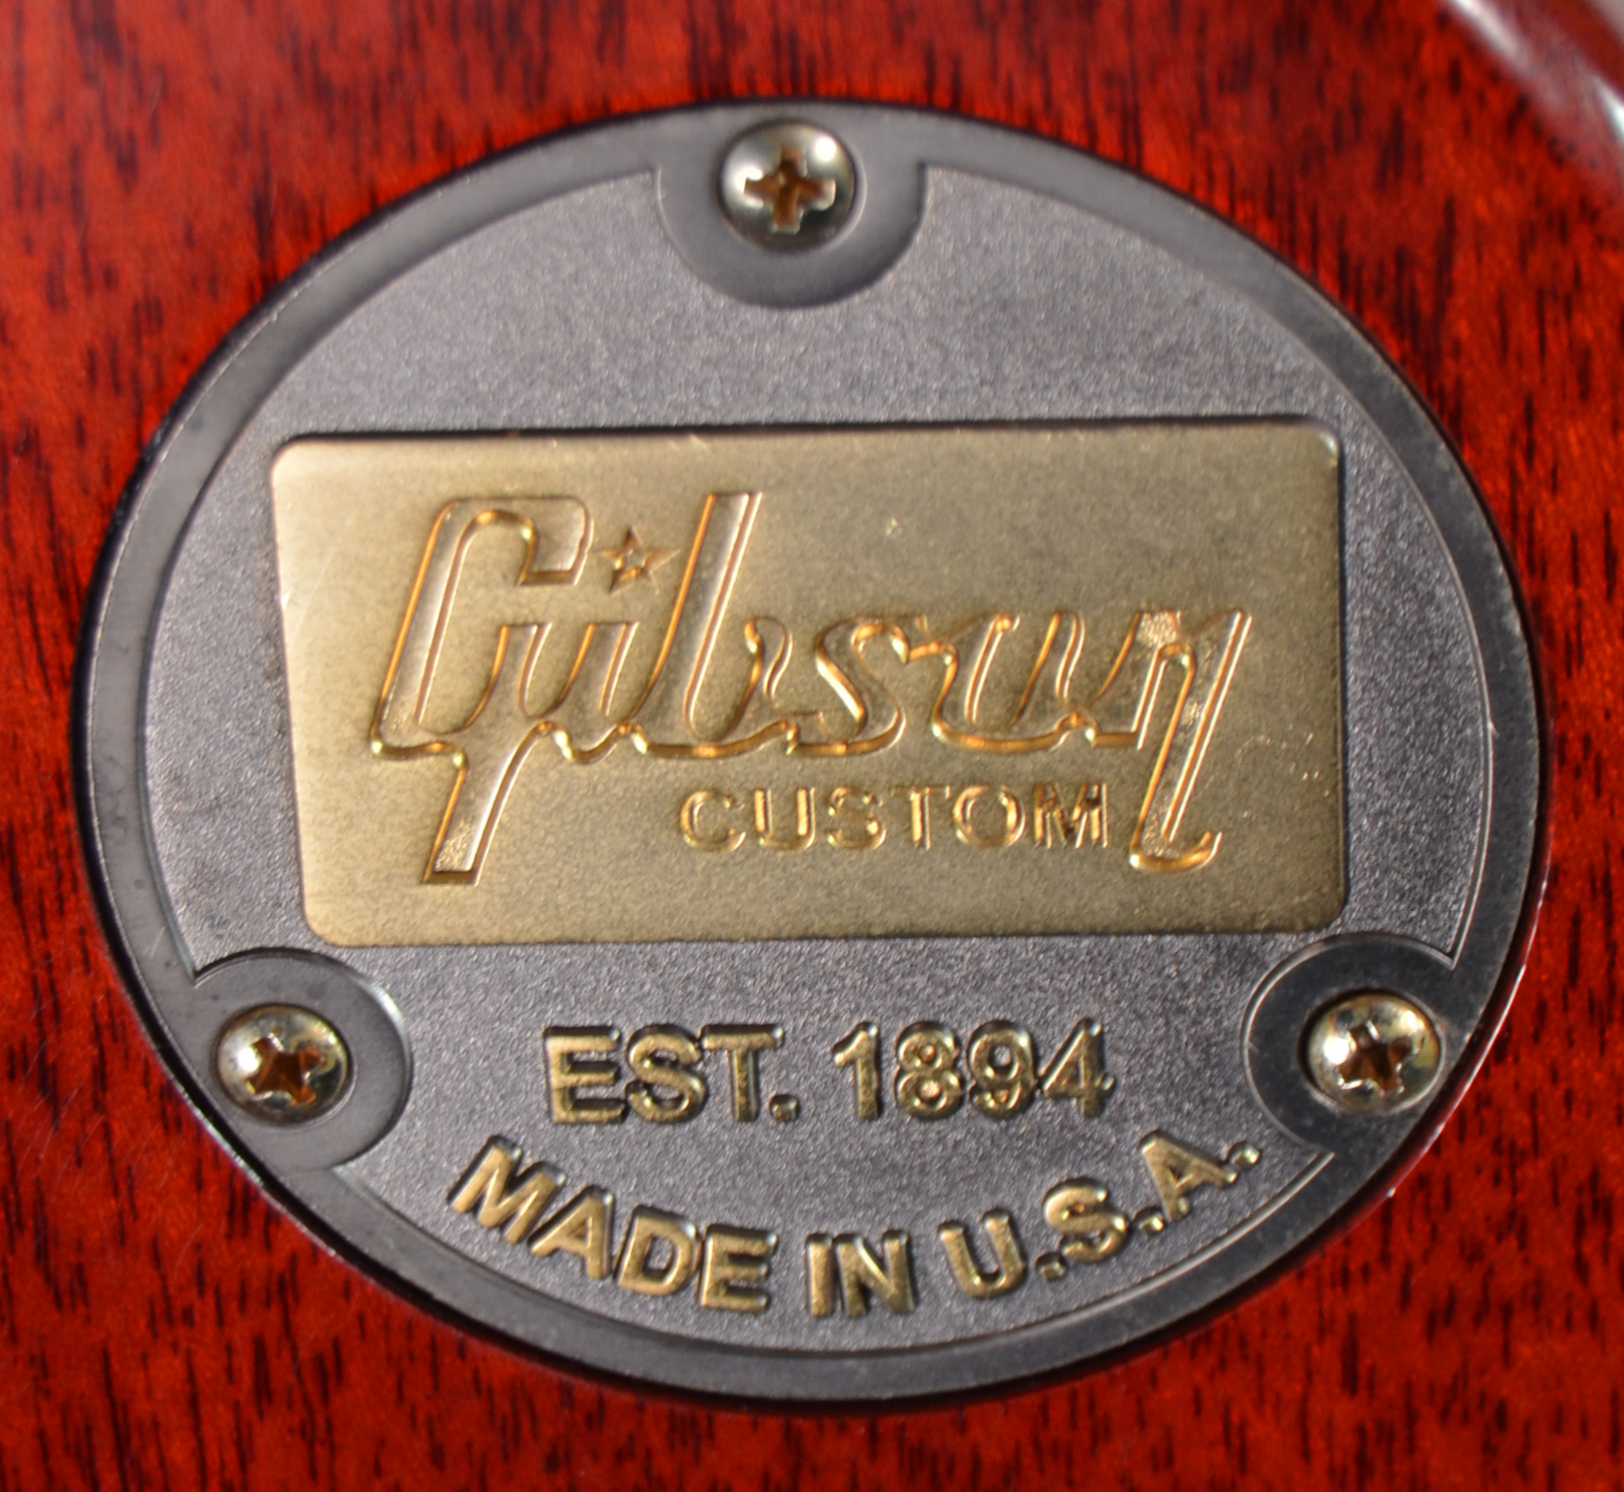 Gibson
CUSTOM
EST. 1894
MADE IN U.S.A.